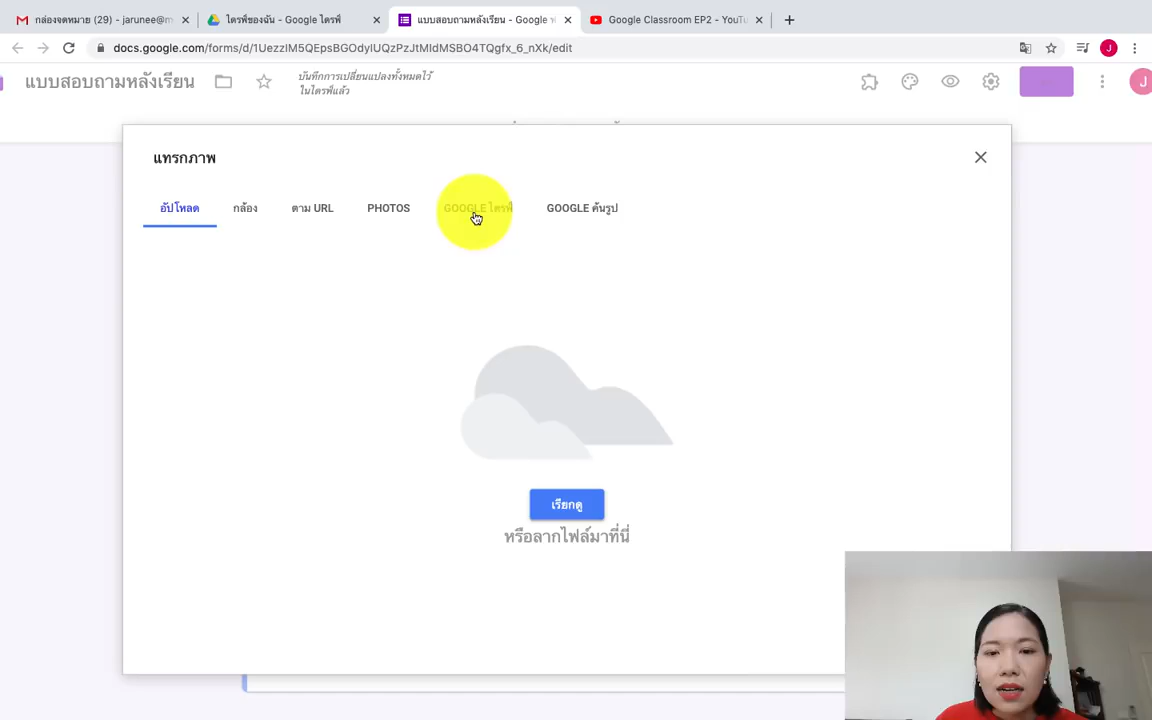 กล่องจดหมาย (29) - jarunee@m
ไดรฟ์ของฉัน - Google ไดรฟ์
แบบสอบถามหลังเรียน - Google ฟ
Google Classroom EP2 - YouTu
docs.google.com/forms/d/1UezzIM5QEpsBGOdyIUQzPzJtMIdMSBO4TQgfx_6_nXk/edit
J
แบบสอบถามหลังเรียน
บันทึกการเปลี่ยนแปลงทั้งหมดไว้
ในไดรฟ์แล้ว
J
แทรกภาพ
อัปโหลด
กล้อง
ตาม URL
PHOTOS
GOOGLE ไดรฟ์
GOOGLE ค้นรูป
เรียกดู
หรือลากไฟล์มาที่นี่